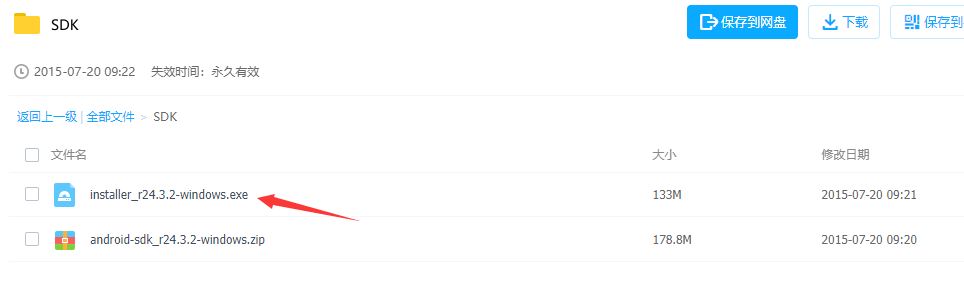 SDK
保存到网盘
下载
保存到
2015-07-20 09:22 失效时间：永久有效
返回上一级 | 全部文件 > SDK
文件名 大小 修改日期
installer_r24.3.2-windows.exe 133M 2015-07-20 09:21
android-sdk_r24.3.2-windows.zip 178.8M 2015-07-20 09:20